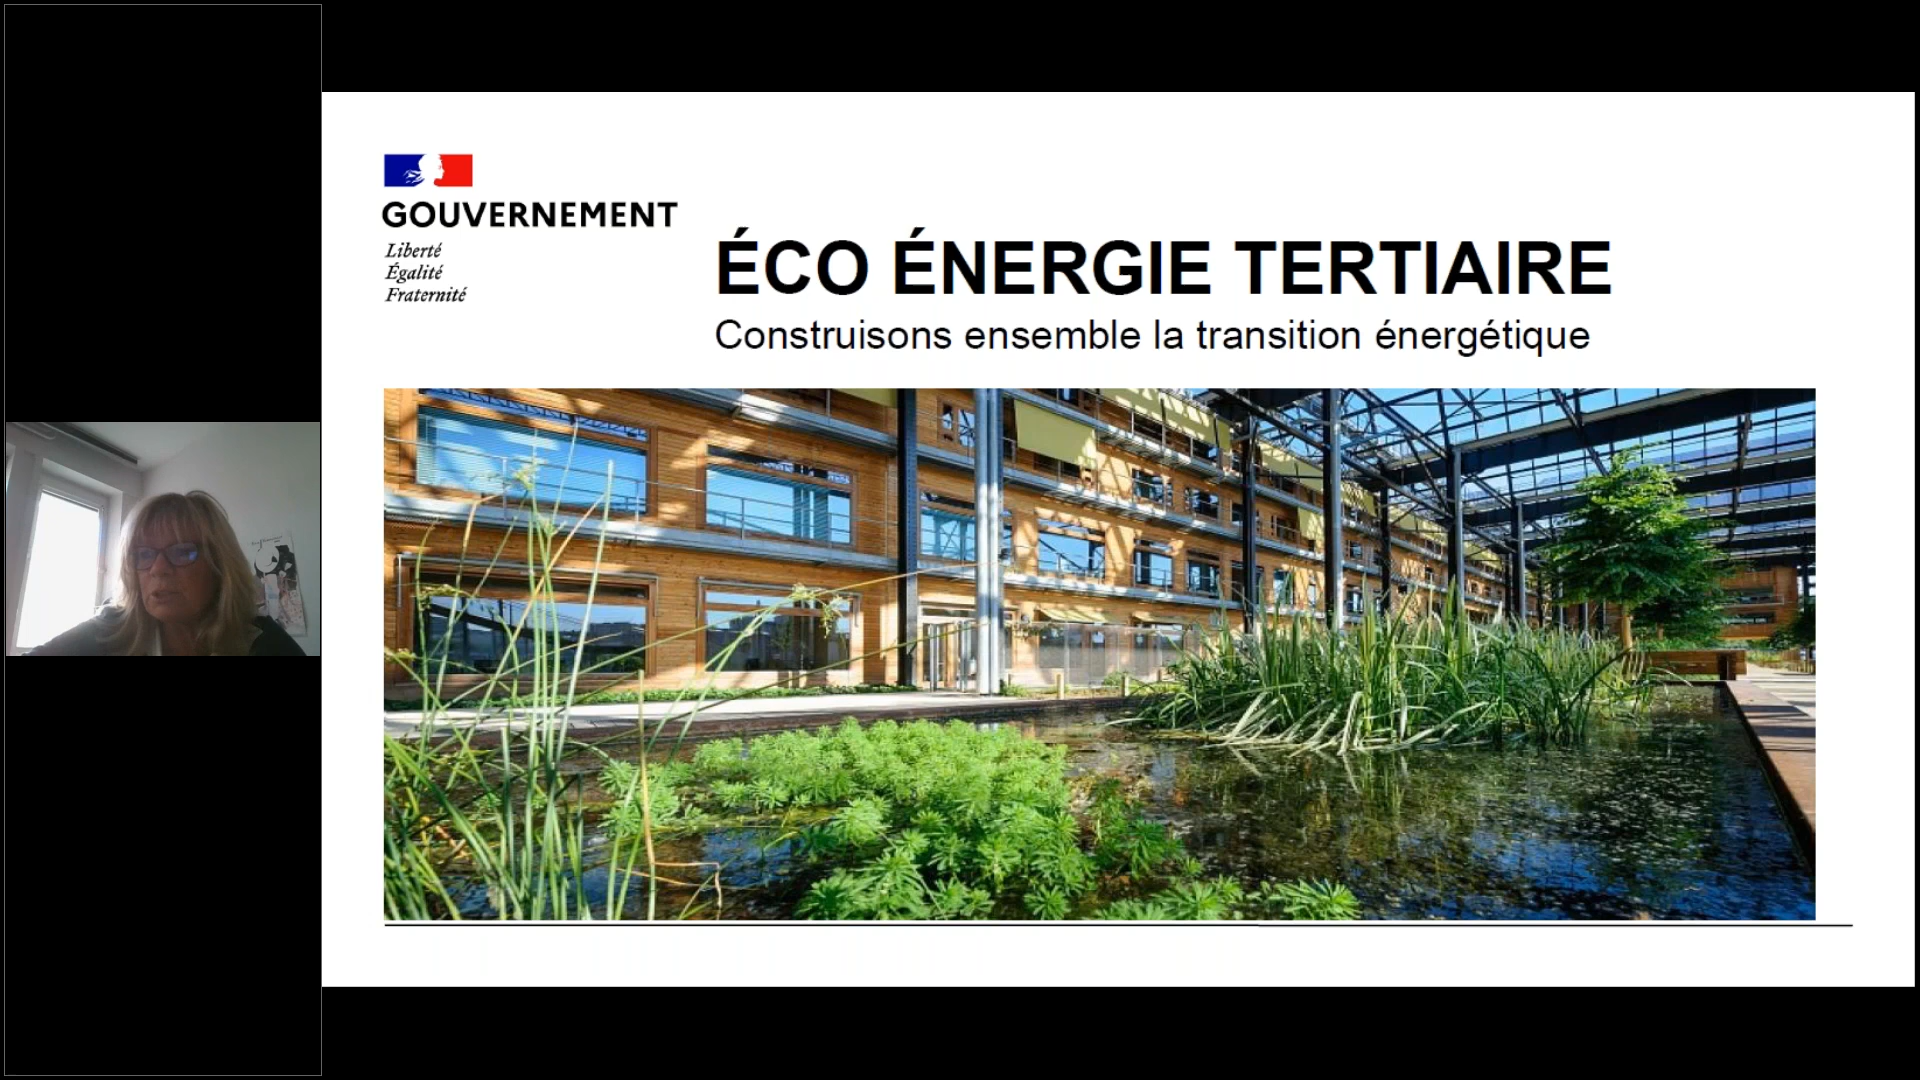 GOUVERNEMENT
Liberté
Égalité
Fraternité
ÉCO ÉNERGIE TERTIAIRE
Construisons ensemble la transition énergétique